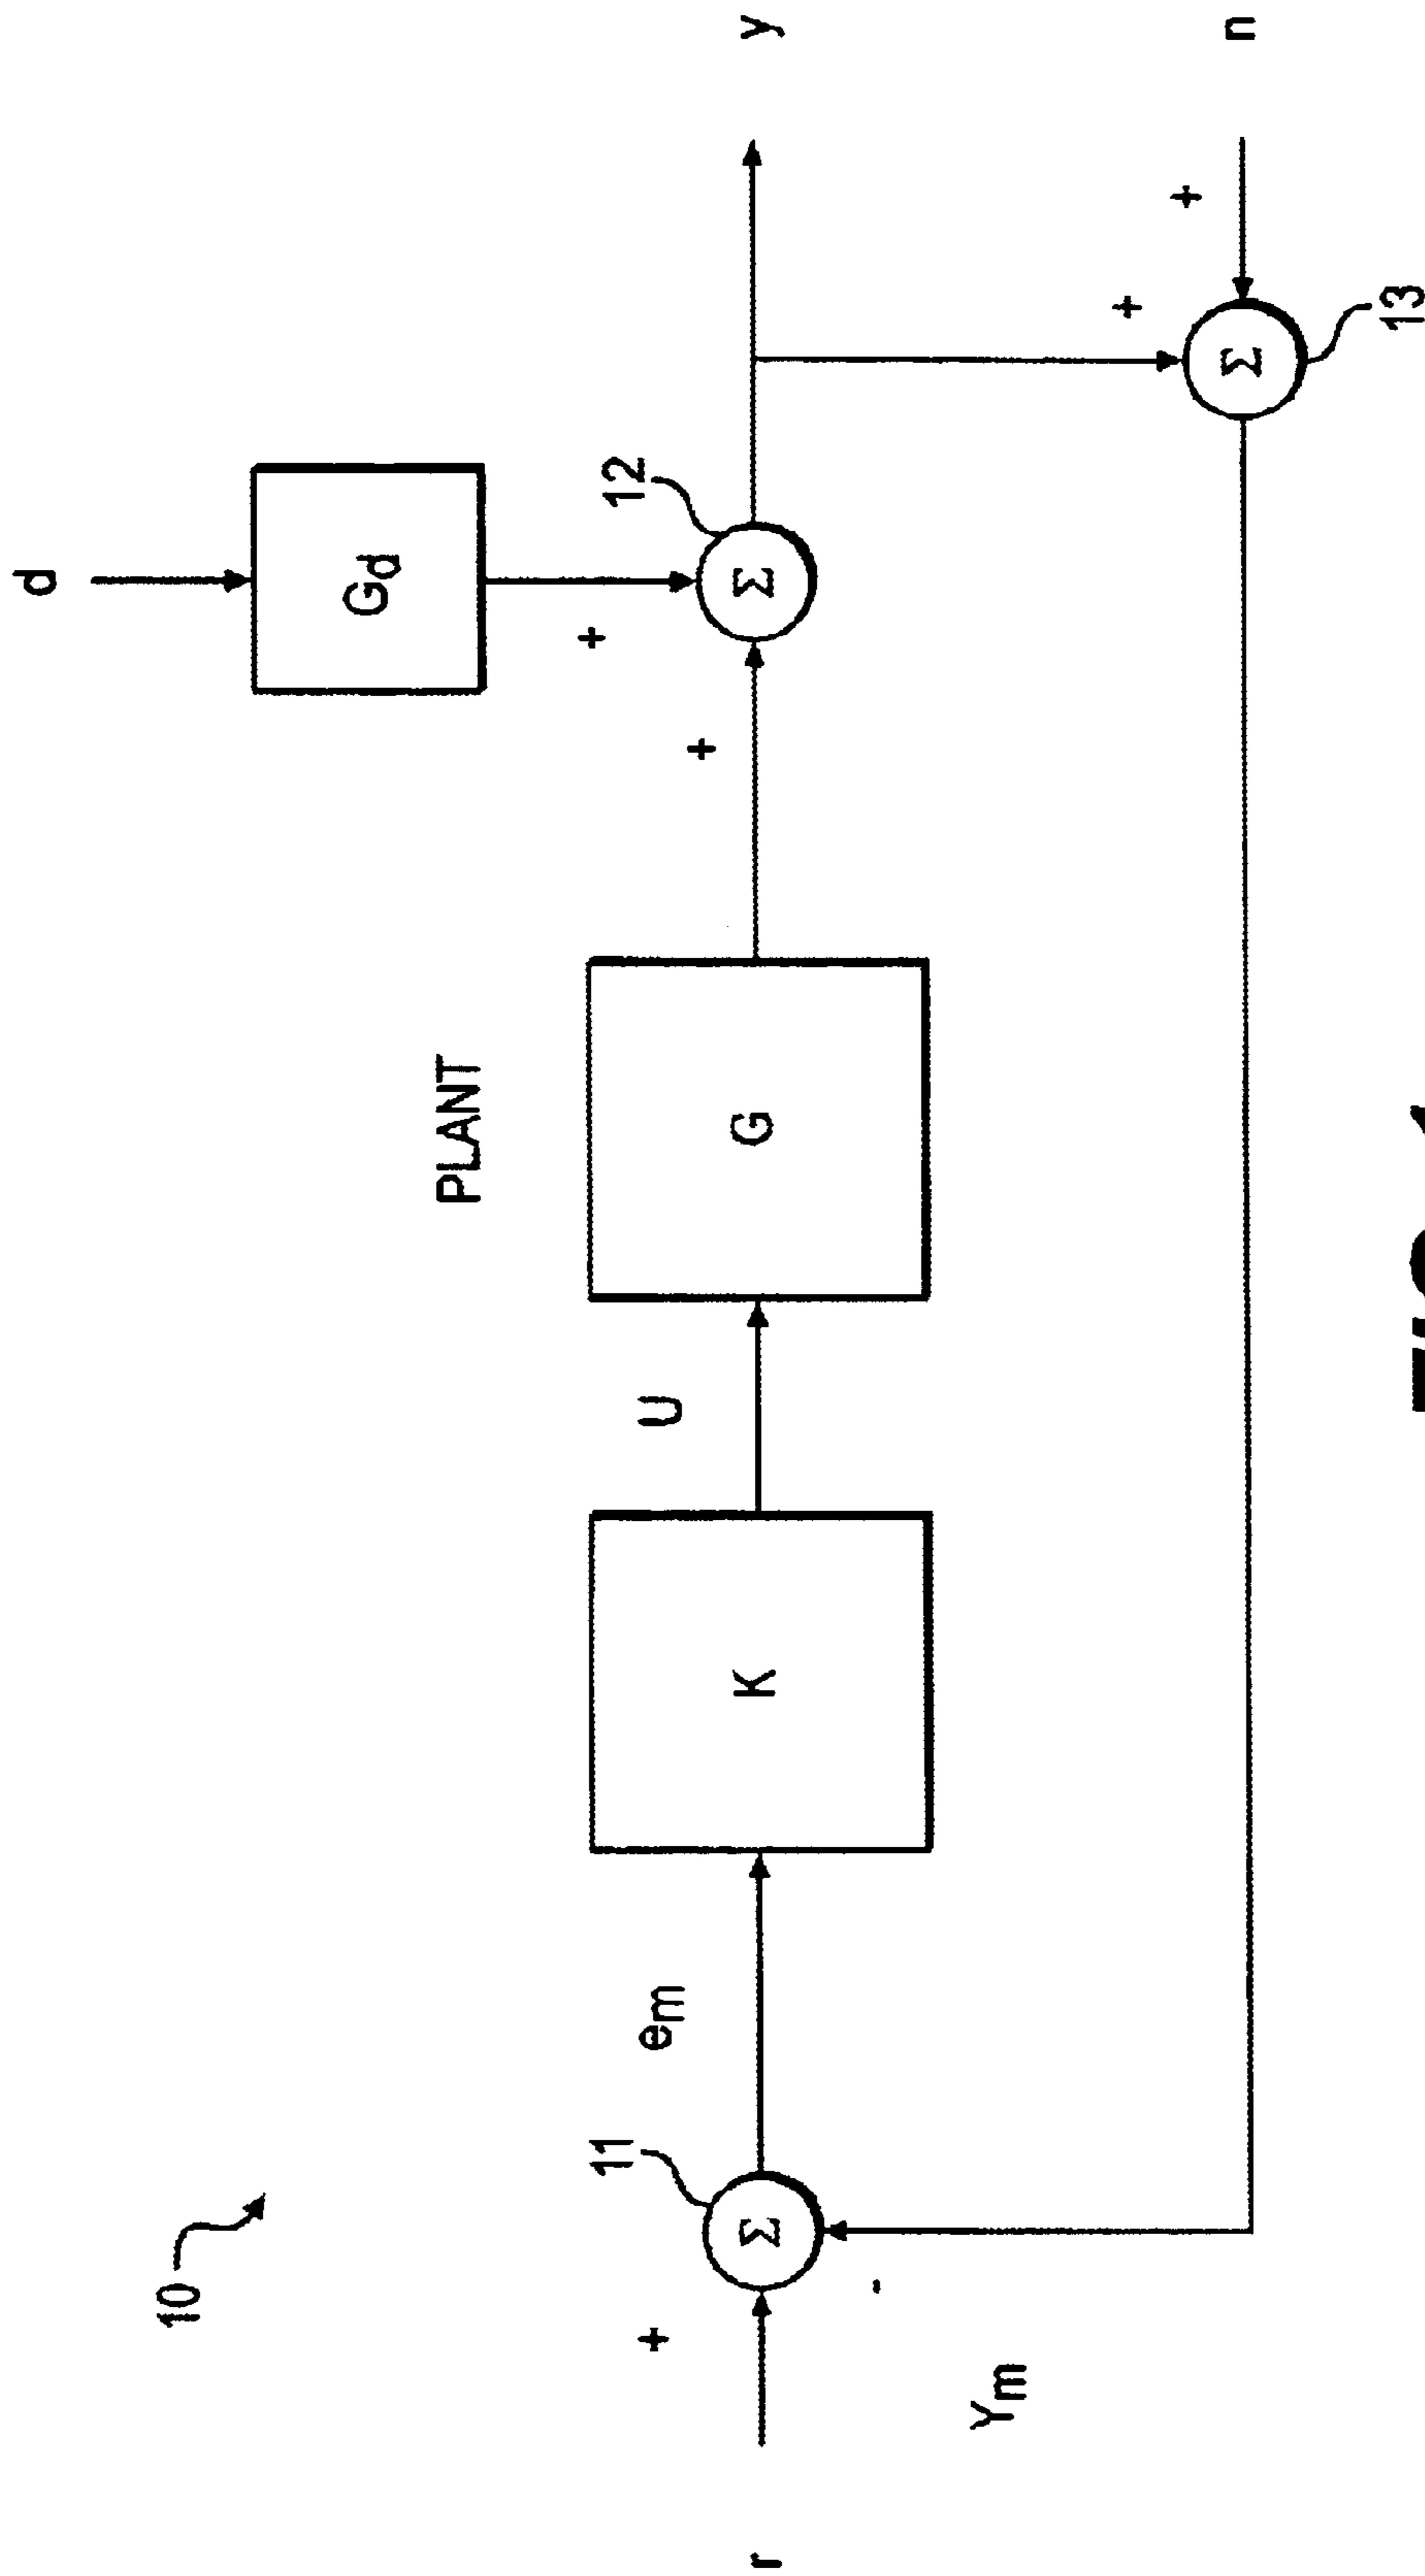 10
d
Gd
PLANT
11
12
r
+
em
K
U
G
+
+
Σ
Σ
y
-
Ym
+
+
n
Σ
13